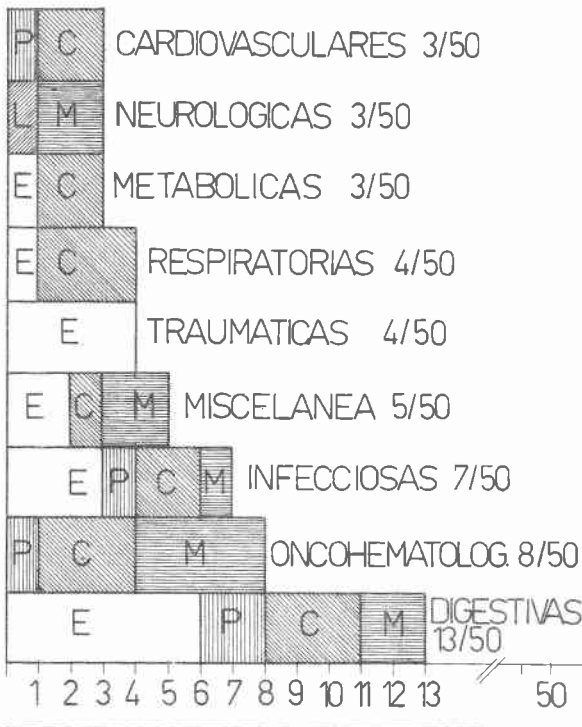 P C CARDIOVASCULARES 3/50
L M NEUROLOGICAS 3/50
E C METABOLICAS 3/50
E C RESPIRATORIAS 4/50
E TRAUMATICAS 4/50
E C M MISCELANEA 5/50
E P C M INFECCIOSAS 7/50
P C M ONCOHEMATOLOG. 8/50
E P C M DIGESTIVAS
13/50
1 2 3 4 5 6 7 8 9 10 11 12 13 50